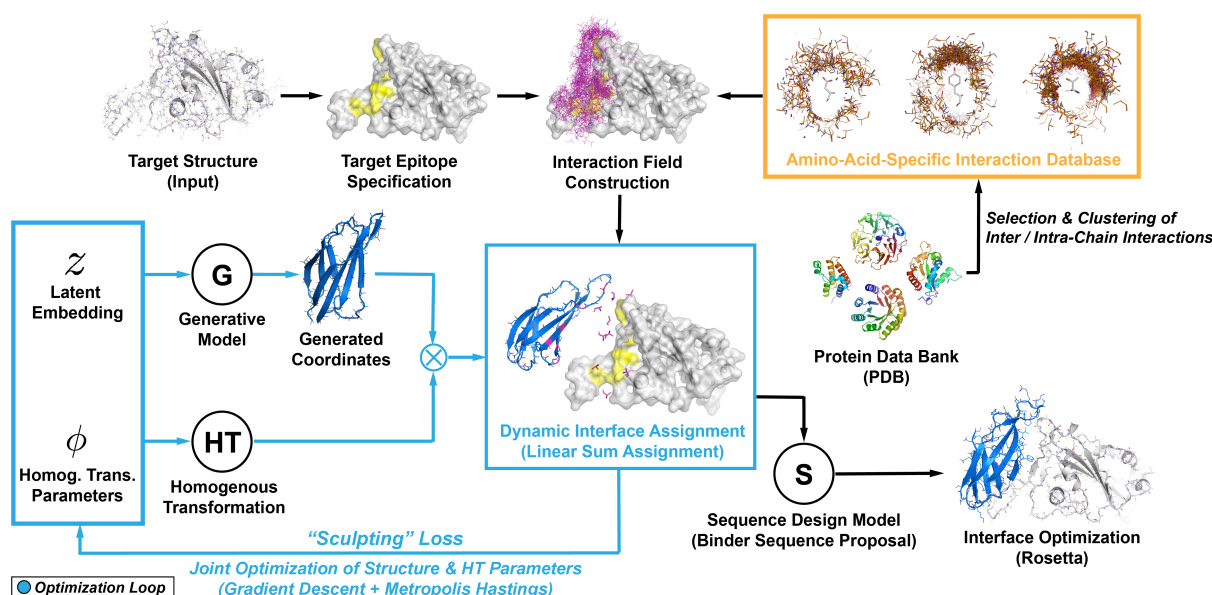 Target Structure
(Input)
Target Epitope
Specification
Interaction Field
Construction
Amino-Acid-Specific Interaction Database
Selection & Clustering of
Inter / Intra-Chain Interactions
Protein Data Bank
(PDB)
z
Latent
Embedding
G
Generative
Model
Generated
Coordinates
ϕ
Homog. Trans.
Parameters
HT
Homogenous
Transformation
Dynamic Interface Assignment
(Linear Sum Assignment)
S
Sequence Design Model
(Binder Sequence Proposal)
Interface Optimization
(Rosetta)
“Sculpting” Loss
Joint Optimization of Structure & HT Parameters
(Gradient Descent + Metropolis Hastings)
Optimization Loop